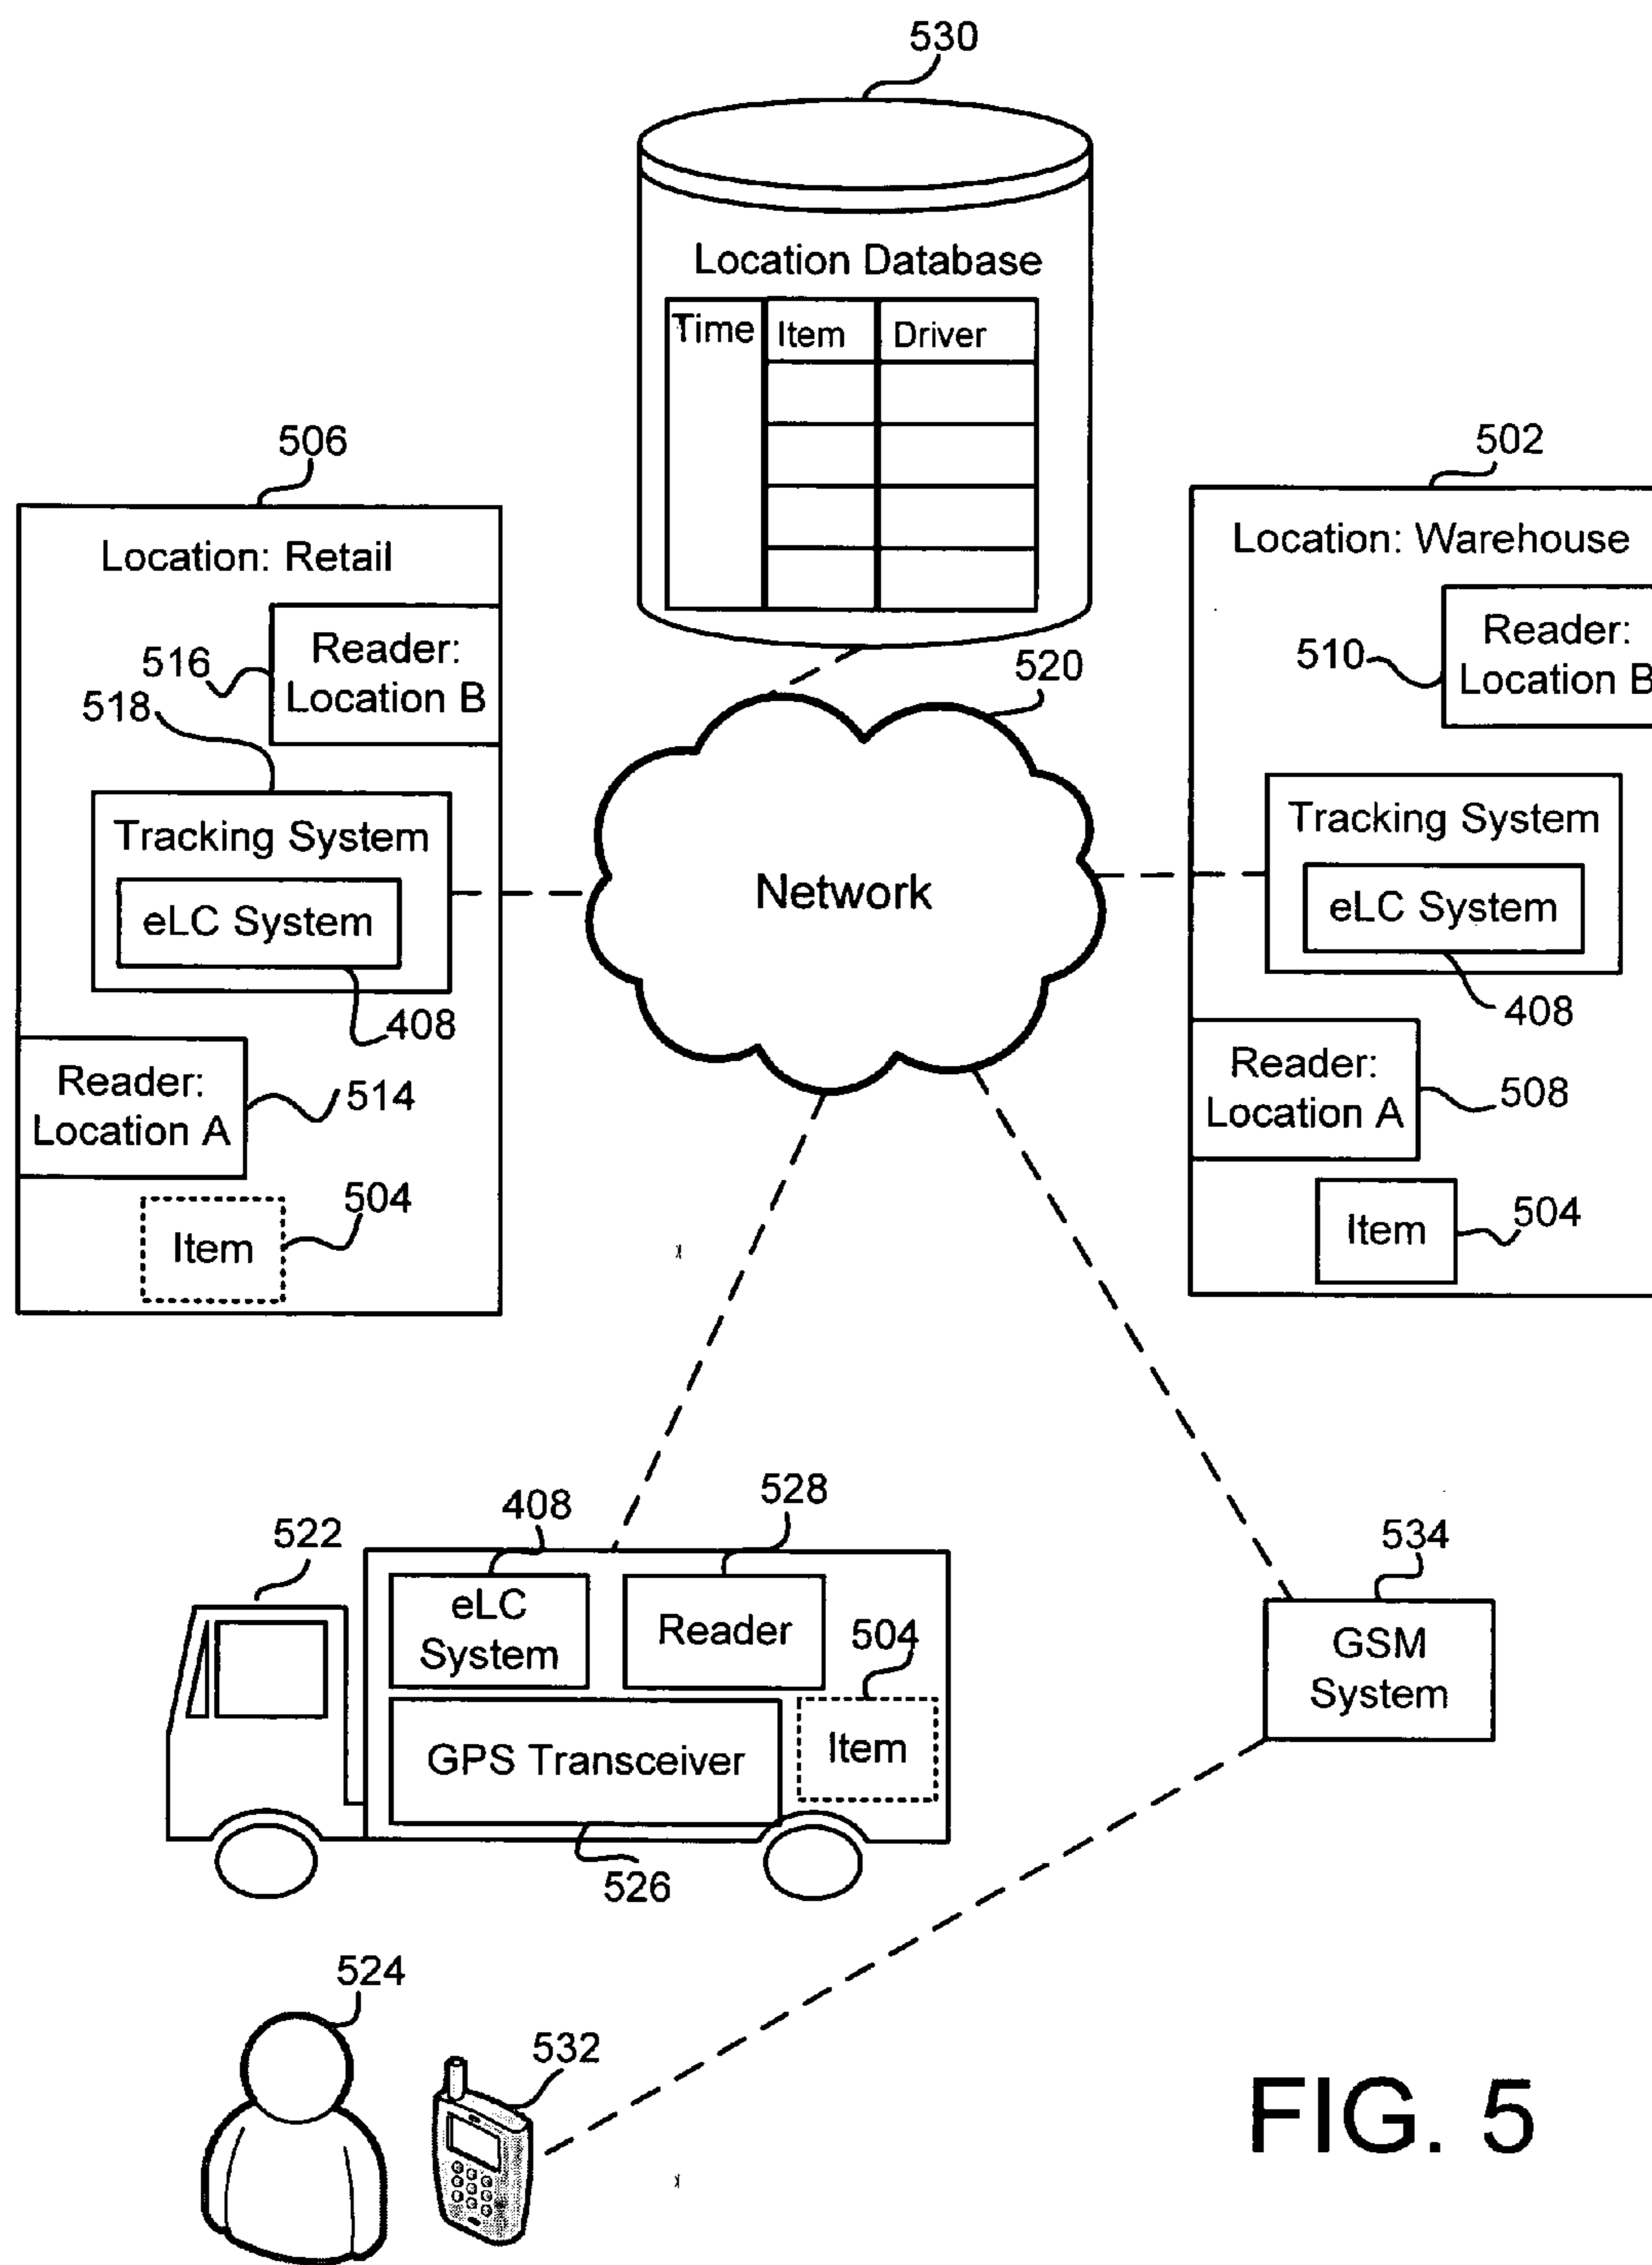 530
Location Database
Time Item Driver
506
Location: Retail
516
Reader:
Location B
518
Tracking System
eLC System
408
Reader:
Location A
514
504
Item
520
Network
502
Location: Warehouse
510
Reader:
Location B
Tracking System
eLC System
408
Reader:
Location A
508
Item
504
522
408
528
eLC
System
Reader
504
Item
GPS Transceiver
526
534
GSM
System
524
532
FIG. 5